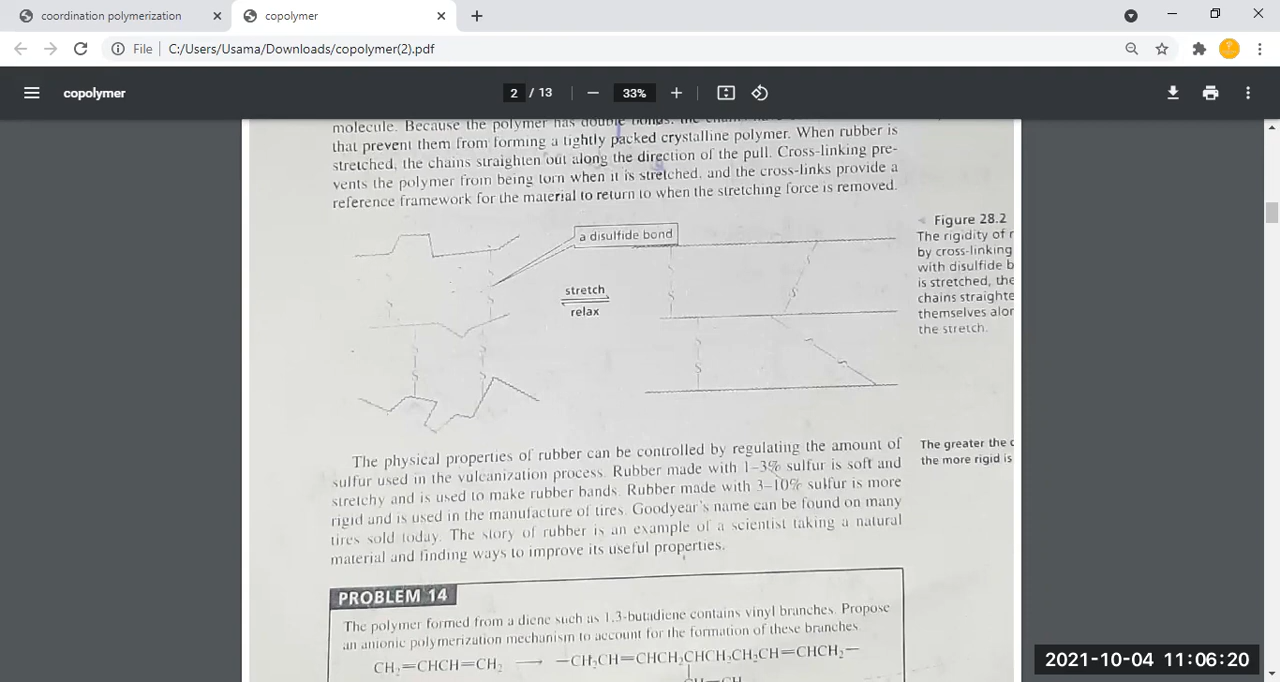 coordination polymerization
copolymer
File
C:/Users/Usama/Downloads/copolymer(2).pdf
copolymer
2 / 13
33%
molecule. Because the polymer has double bonds, the chains
that prevent them from forming a tightly packed crystalline polymer. When rubber is
stretched, the chains straighten out along the direction of the pull. Cross-linking pre-
vents the polymer from being torn when it is stretched, and the cross-links provide a
reference framework for the material to return to when the stretching force is removed.
a disulfide bond
stretch
relax
Figure 28.2
The rigidity of r
by cross-linking
with disulfide b
is stretched, the
chains straighte
themselves alor
the stretch.
The physical properties of rubber can be controlled by regulating the amount of
sulfur used in the vulcanization process. Rubber made with 1–3% sulfur is soft and
stretchy and is used to make rubber bands. Rubber made with 3–10% sulfur is more
rigid and is used in the manufacture of tires. Goodyear's name can be found on many
tires sold today. The story of rubber is an example of a scientist taking a natural
material and finding ways to improve its useful properties.
The greater the
the more rigid is
PROBLEM 14
The polymer formed from a diene such as 1,3-butadiene contains vinyl branches. Propose
an anionic polymerization mechanism to account for the formation of these branches.
CH₂=CHCH=CH₂ ⟶ —CH₂CH=CHCH₂CHCH₂CH₂CH=CHCH₂—
2021-10-04 11:06:20